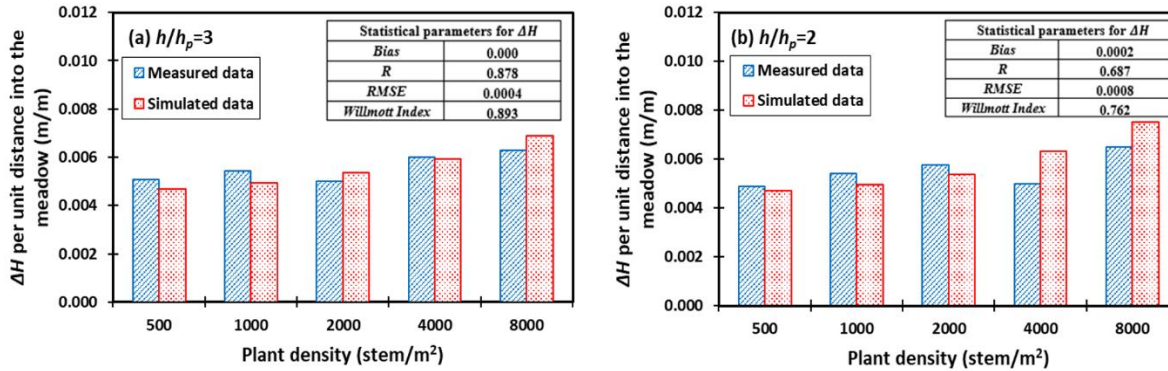 (a) h/hp=3
Measured data
Simulated data
Statistical parameters for ΔH
Bias 0.000
R 0.878
RMSE 0.0004
Willmott Index 0.893
ΔH per unit distance into the
meadow (m/m)
0.012
0.010
0.008
0.006
0.004
0.002
0.000
500 1000 2000 4000 8000
Plant density (stem/m²)
(b) h/hp=2
Measured data
Simulated data
Statistical parameters for ΔH
Bias 0.0002
R 0.687
RMSE 0.0008
Willmott Index 0.762
ΔH per unit distance into the
meadow (m/m)
0.012
0.010
0.008
0.006
0.004
0.002
0.000
500 1000 2000 4000 8000
Plant density (stem/m²)